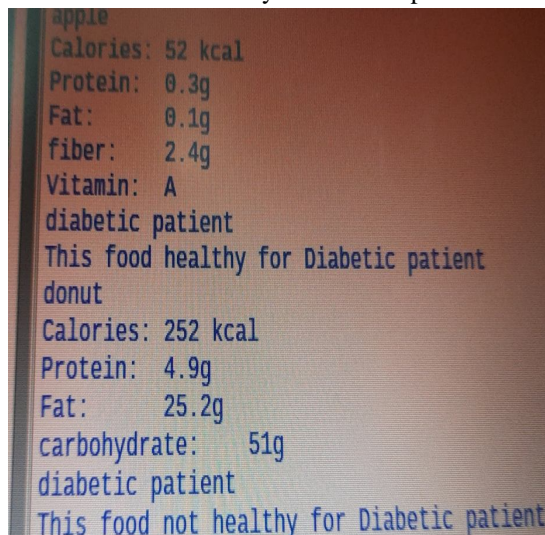 apple
Calories: 52 kcal
Protein: 0.3g
Fat: 0.1g
fiber: 2.4g
Vitamin: A
diabetic patient
This food healthy for Diabetic patient
donut
Calories: 252 kcal
Protein: 4.9g
Fat: 25.2g
carbohydrate: 51g
diabetic patient
This food not healthy for Diabetic patient